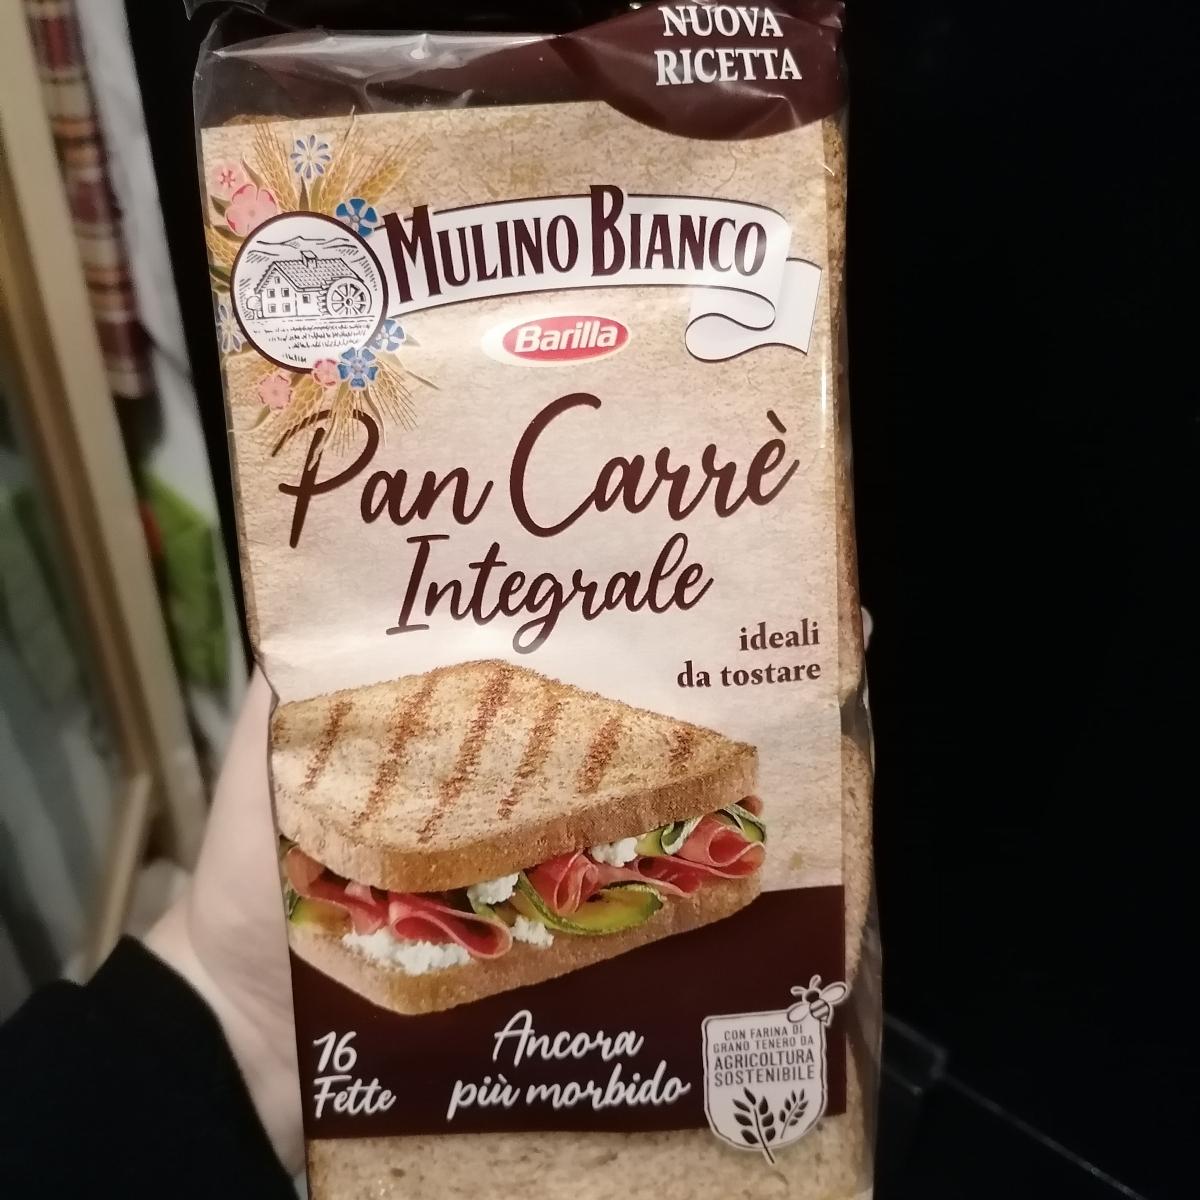 NUOVA
RICETTA
MULINO BIANCO
Barilla
Pan Carrè
Integrale
ideali
da tostare
16
Fette
Ancora
più morbido
CON FARINA DI
GRANO TENERO DA
AGRICOLTURA
SOSTENIBILE